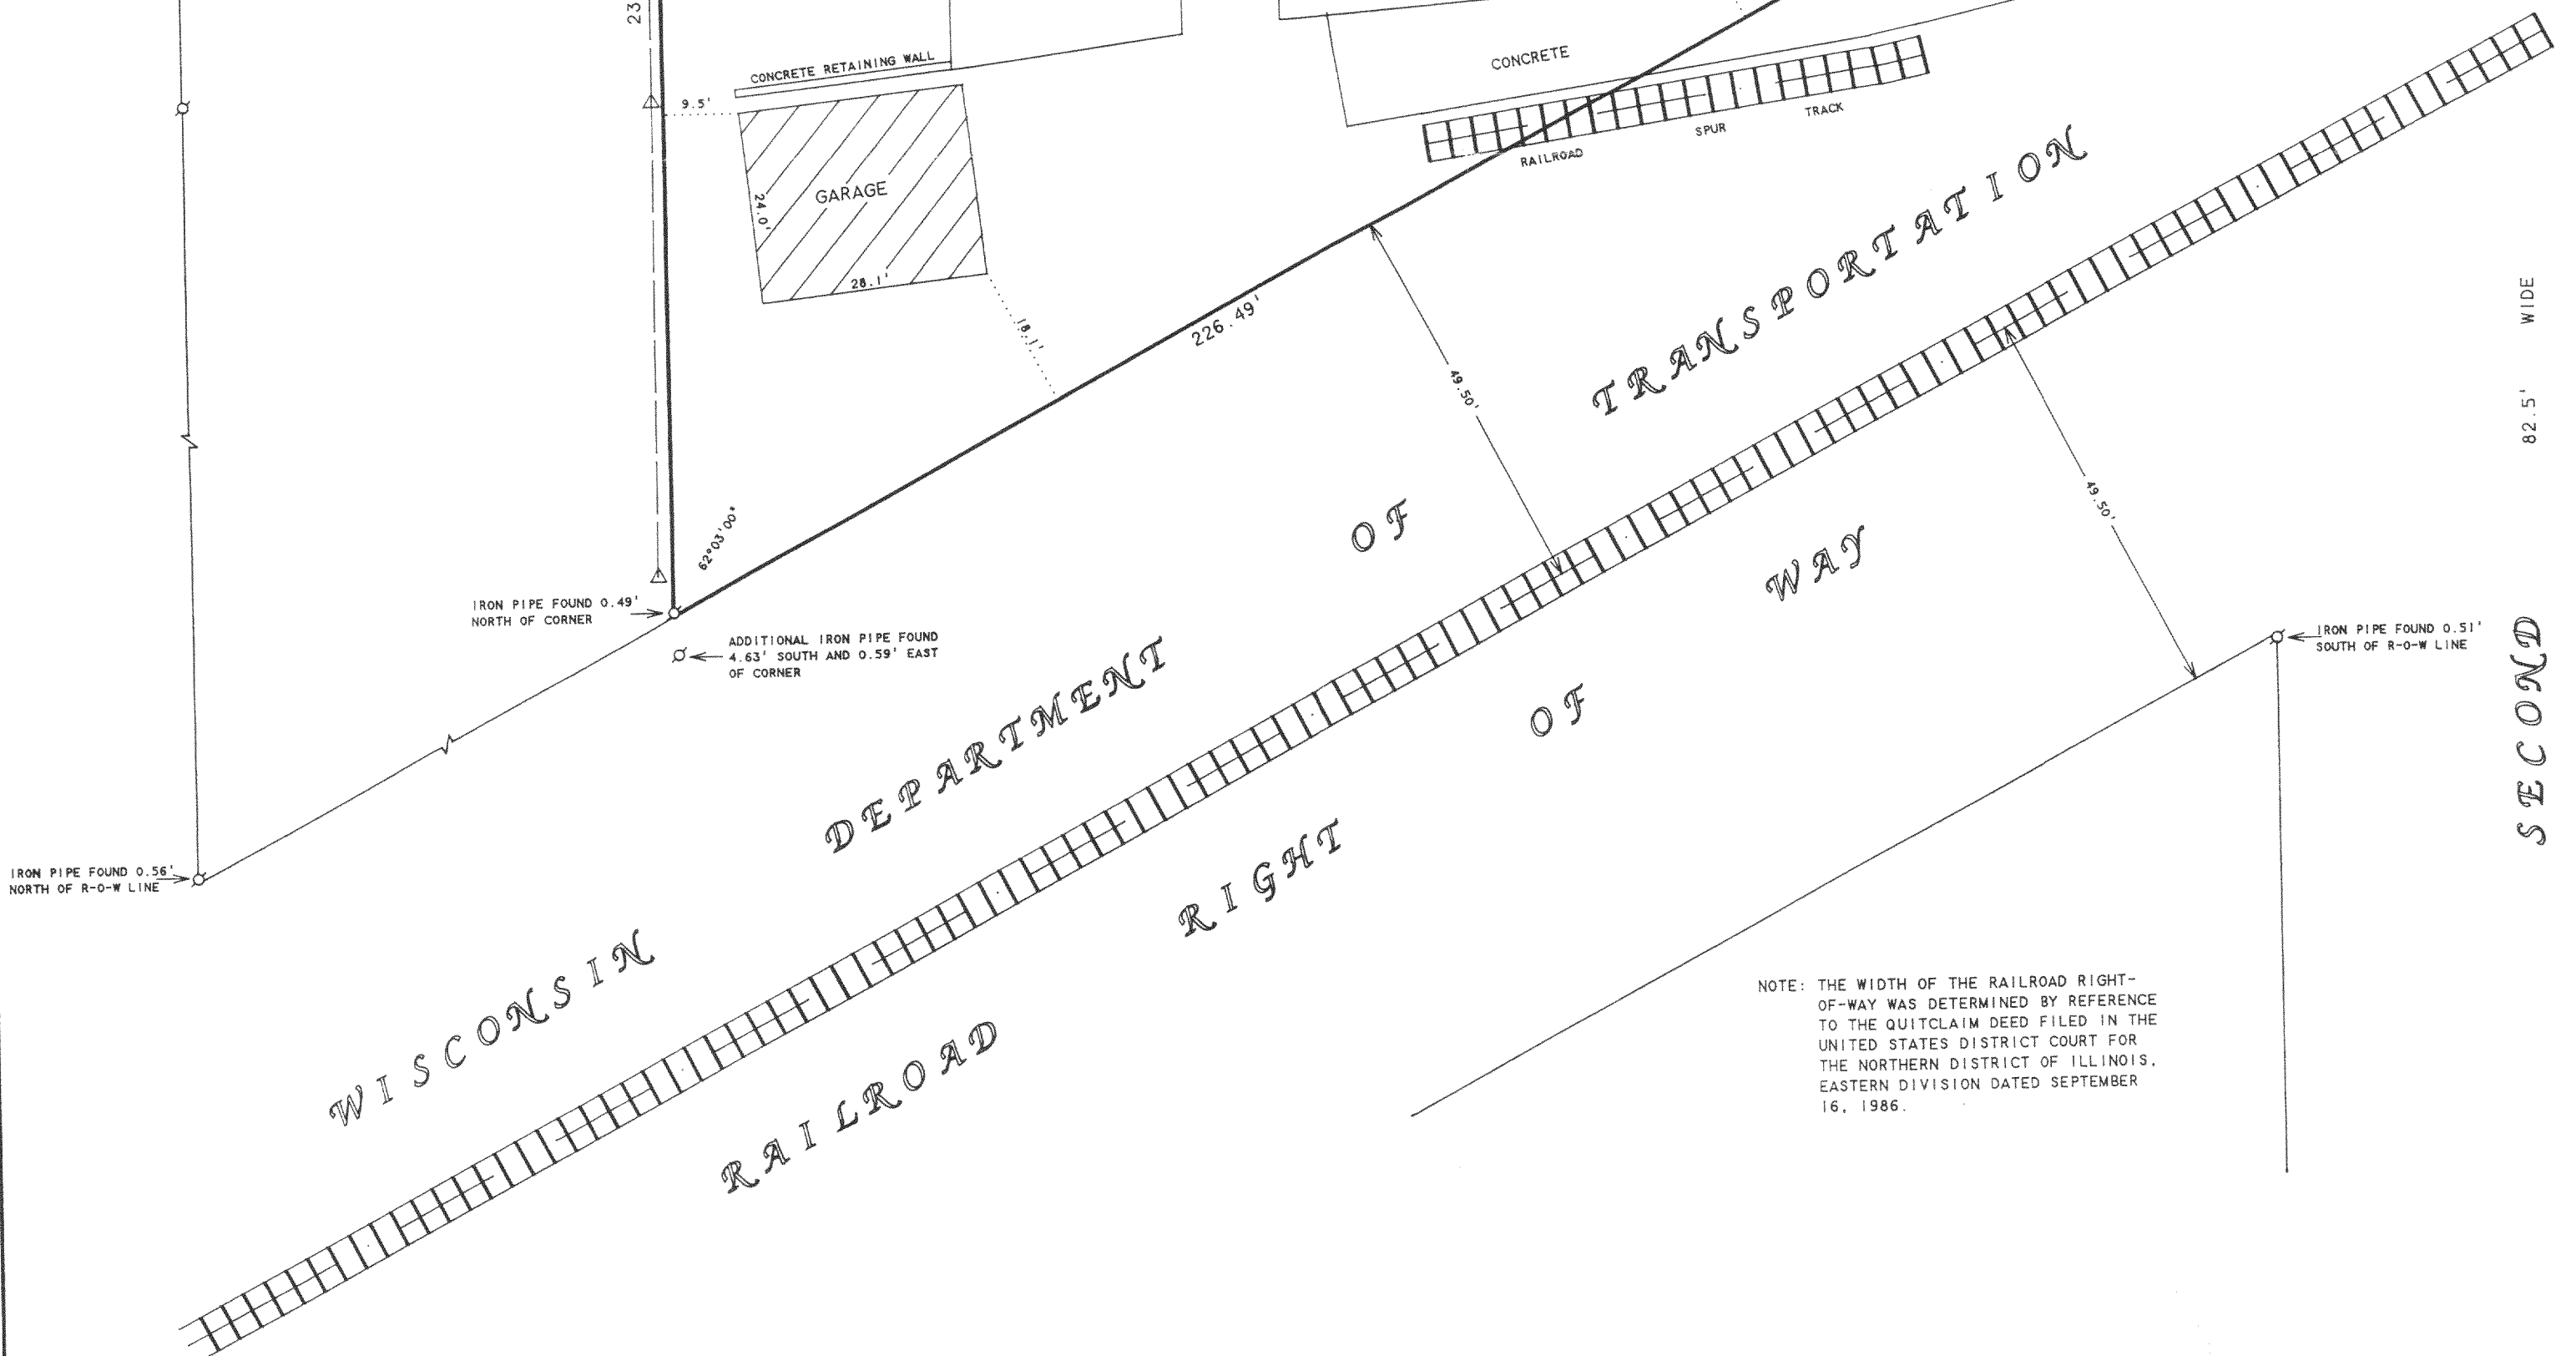 23
CONCRETE RETAINING WALL
CONCRETE
9.5'
GARAGE
24.0'
28.1'
18.1'
RAILROAD SPUR TRACK
226.49'
49.50'
49.50'
62°03'00"
IRON PIPE FOUND 0.49'
NORTH OF CORNER
ADDITIONAL IRON PIPE FOUND
4.63' SOUTH AND 0.59' EAST
OF CORNER
IRON PIPE FOUND 0.56'
NORTH OF R-O-W LINE
IRON PIPE FOUND 0.51'
SOUTH OF R-O-W LINE
WISCONSIN DEPARTMENT OF TRANSPORTATION
RAILROAD RIGHT OF WAY
SECOND
82.5' WIDE
NOTE: THE WIDTH OF THE RAILROAD RIGHT-
OF-WAY WAS DETERMINED BY REFERENCE
TO THE QUITCLAIM DEED FILED IN THE
UNITED STATES DISTRICT COURT FOR
THE NORTHERN DISTRICT OF ILLINOIS,
EASTERN DIVISION DATED SEPTEMBER
16, 1986.